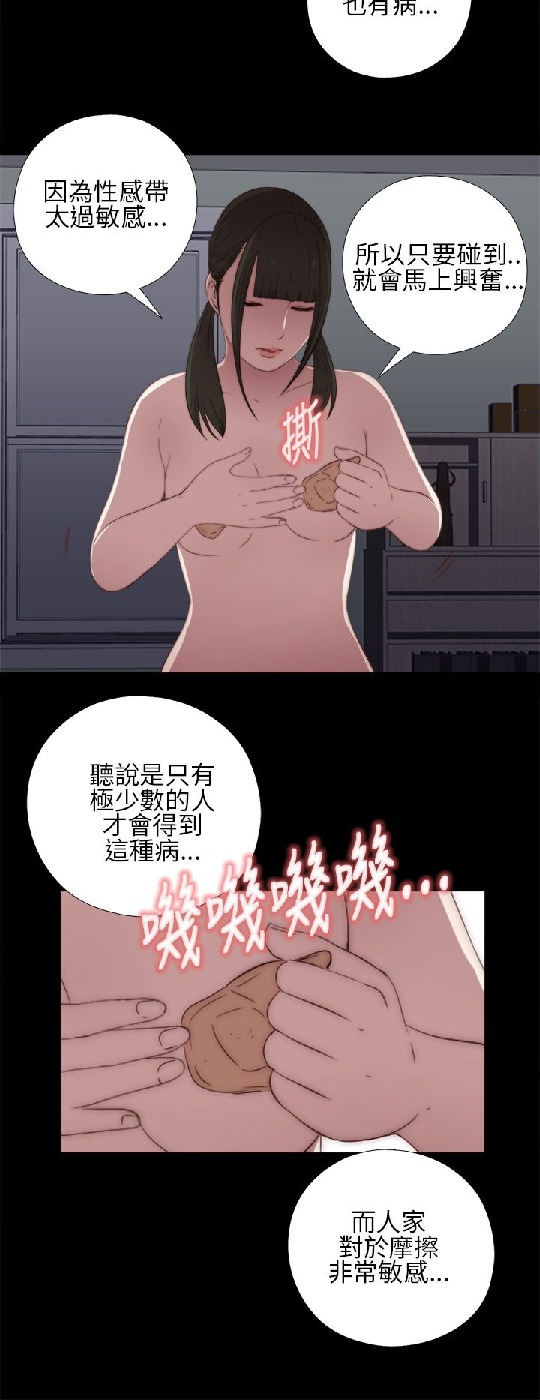 也有病...
因為性感帶
太過敏感...
所以只要碰到..
就會馬上興奮...
撕
聽說是只有
極少數的人
才會得到
這種病...
嘰嘰嘰嘰...
而人家
對於摩擦
非常敏感...